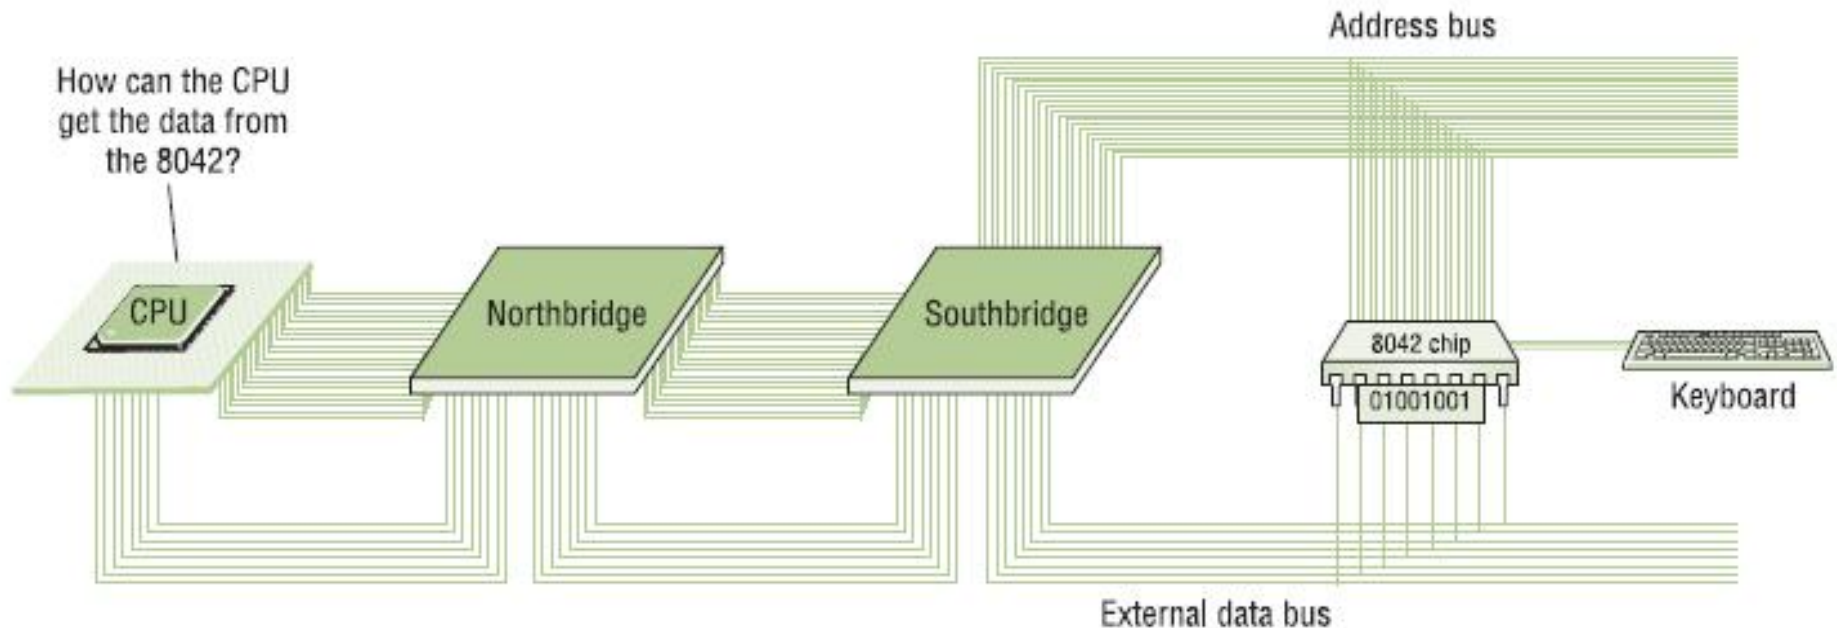 Address bus
How can the CPU
get the data from
the 8042?
CPU
Northbridge
Southbridge
8042 chip
01001001
Keyboard
External data bus